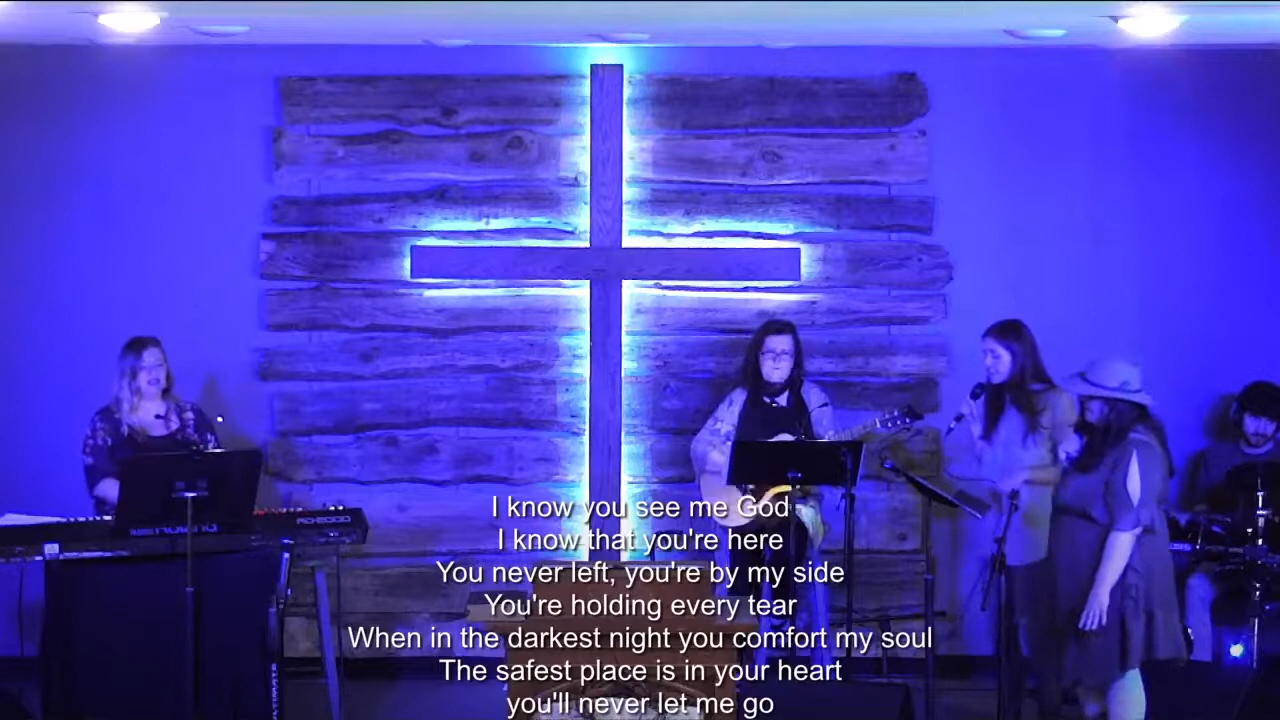 I know you see me God
I know that you're here
You never left, you're by my side
You're holding every tear
When in the darkest night you comfort my soul
The safest place is in your heart
you'll never let me go